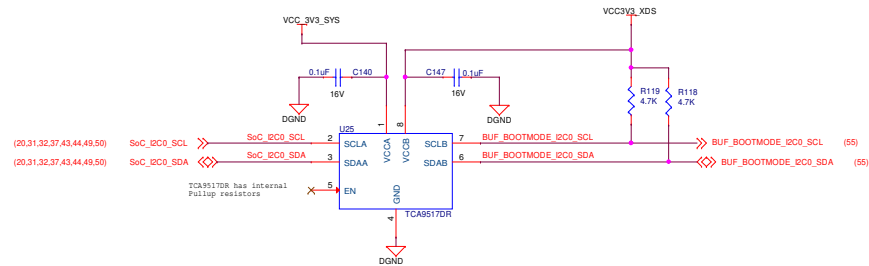 VCC_3V3_SYS
VCC3V3_XDS
0.1uF
C140
16V
C147
0.1uF
16V
R119
4.7K
R118
4.7K
DGND
DGND
1
8
U25
(20,31,32,37,43,44,49,50)
SoC_I2C0_SCL
SoC_I2C0_SCL
2
SCLA
VCCA
VCCB
SCLB
7
BUF_BOOTMODE_I2C0_SCL
BUF_BOOTMODE_I2C0_SCL
(55)
(20,31,32,37,43,44,49,50)
SoC_I2C0_SDA
SoC_I2C0_SDA
3
SDAA
SDAB
6
BUF_BOOTMODE_I2C0_SDA
BUF_BOOTMODE_I2C0_SDA
(55)
TCA9517DR has internal
Pullup resistors
5
EN
GND
TCA9517DR
4
DGND